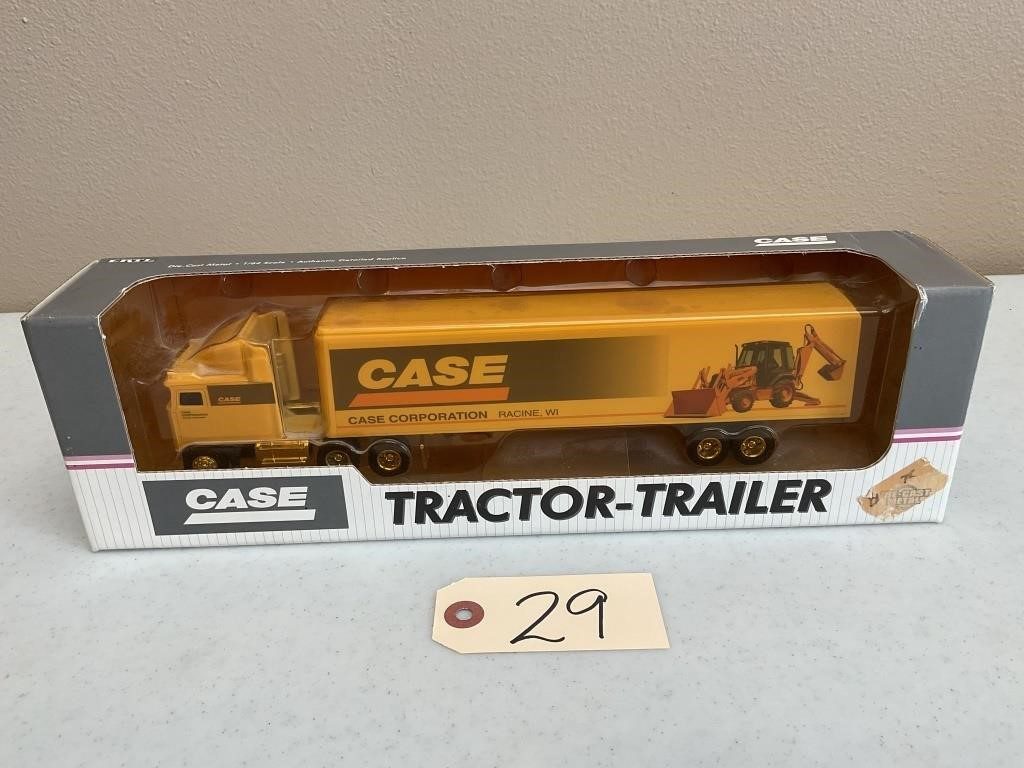 ERTL
Die-Cast Metal • 1/64 Scale • Authentic Detailed Replica
CASE
CASE
CASE
CASE CORPORATION RACINE, WI
CASE
TRACTOR-TRAILER
29